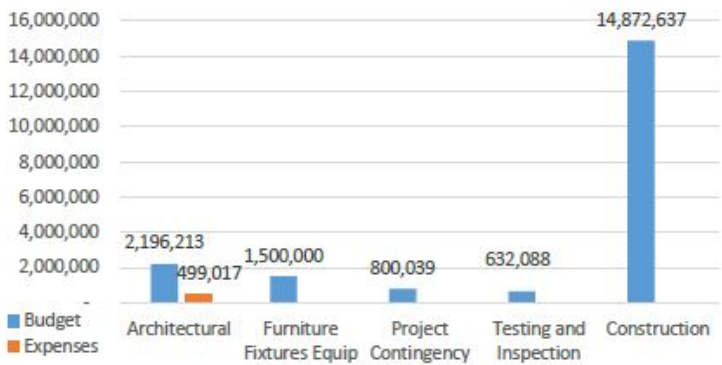 16,000,000
14,000,000
12,000,000
10,000,000
8,000,000
6,000,000
4,000,000
2,000,000
-
14,872,637
2,196,213
499,017
1,500,000
800,039
632,088
Budget
Expenses
Architectural
Furniture
Fixtures Equip
Project
Contingency
Testing and
Inspection
Construction